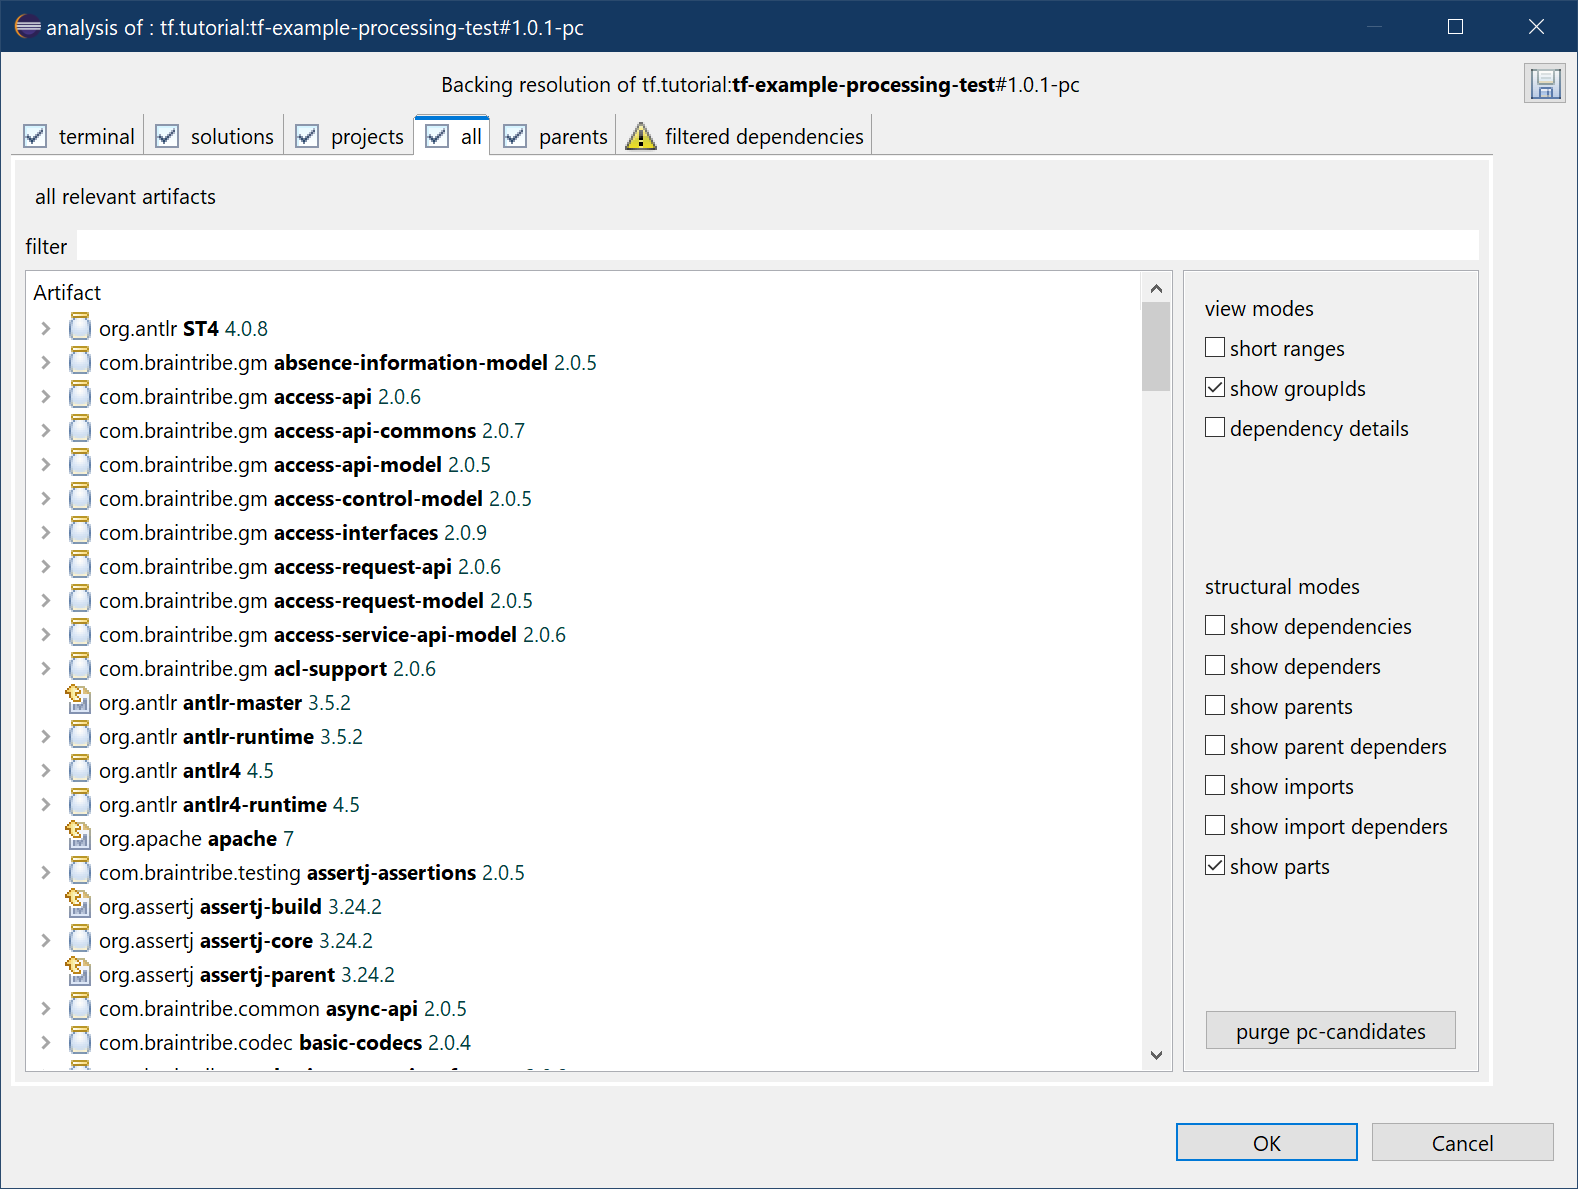 analysis of : tf.tutorial:tf-example-processing-test#1.0.1-pc
Backing resolution of tf.tutorial:tf-example-processing-test#1.0.1-pc
terminal solutions projects all parents filtered dependencies
all relevant artifacts
filter
Artifact
org.antlr ST4 4.0.8
com.braintribe.gm absence-information-model 2.0.5
com.braintribe.gm access-api 2.0.6
com.braintribe.gm access-api-commons 2.0.7
com.braintribe.gm access-api-model 2.0.5
com.braintribe.gm access-control-model 2.0.5
com.braintribe.gm access-interfaces 2.0.9
com.braintribe.gm access-request-api 2.0.6
com.braintribe.gm access-request-model 2.0.5
com.braintribe.gm access-service-api-model 2.0.6
com.braintribe.gm acl-support 2.0.6
org.antlr antlr-master 3.5.2
org.antlr antlr-runtime 3.5.2
org.antlr antlr4 4.5
org.antlr antlr4-runtime 4.5
org.apache apache 7
com.braintribe.testing assertj-assertions 2.0.5
org.assertj assertj-build 3.24.2
org.assertj assertj-core 3.24.2
org.assertj assertj-parent 3.24.2
com.braintribe.common async-api 2.0.5
com.braintribe.codec basic-codecs 2.0.4
view modes
short ranges
show groupIds
dependency details
structural modes
show dependencies
show dependers
show parents
show parent dependers
show imports
show import dependers
show parts
purge pc-candidates
OK Cancel